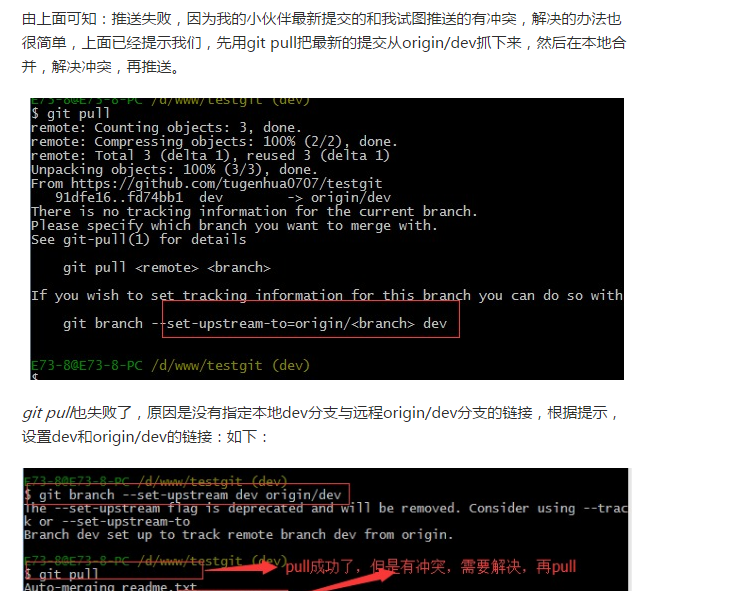 由上面可知：推送失败，因为我的小伙伴最新提交的和我试图推送的有冲突，解决的办法也
很简单，上面已经提示我们，先用git pull把最新的提交从origin/dev抓下来，然后在本地合
并，解决冲突，再推送。
E73-8@E73-8-PC /d/www/testgit (dev)
$ git pull
remote: Counting objects: 3, done.
remote: Compressing objects: 100% (2/2), done.
remote: Total 3 (delta 1), reused 3 (delta 1)
Unpacking objects: 100% (3/3), done.
From https://github.com/tugenhua0707/testgit
91dfe16..fd74bb1  dev        -> origin/dev
There is no tracking information for the current branch.
Please specify which branch you want to merge with.
See git-pull(1) for details
git pull <remote> <branch>
If you wish to set tracking information for this branch you can do so with
git branch --set-upstream-to=origin/<branch> dev
E73-8@E73-8-PC /d/www/testgit (dev)
$
git pull也失败了，原因是没有指定本地dev分支与远程origin/dev分支的链接，根据提示，
设置dev和origin/dev的链接：如下：
E73-8@E73-8-PC /d/www/testgit (dev)
$ git branch --set-upstream dev origin/dev
The --set-upstream flag is deprecated and will be removed. Consider using --trac
k or --set-upstream-to
Branch dev set up to track remote branch dev from origin.
E73-8@E73-8-PC /d/www/testgit (dev)
$ git pull
pull成功了，但是有冲突，需要解决，再pull
Auto-merging readme.txt